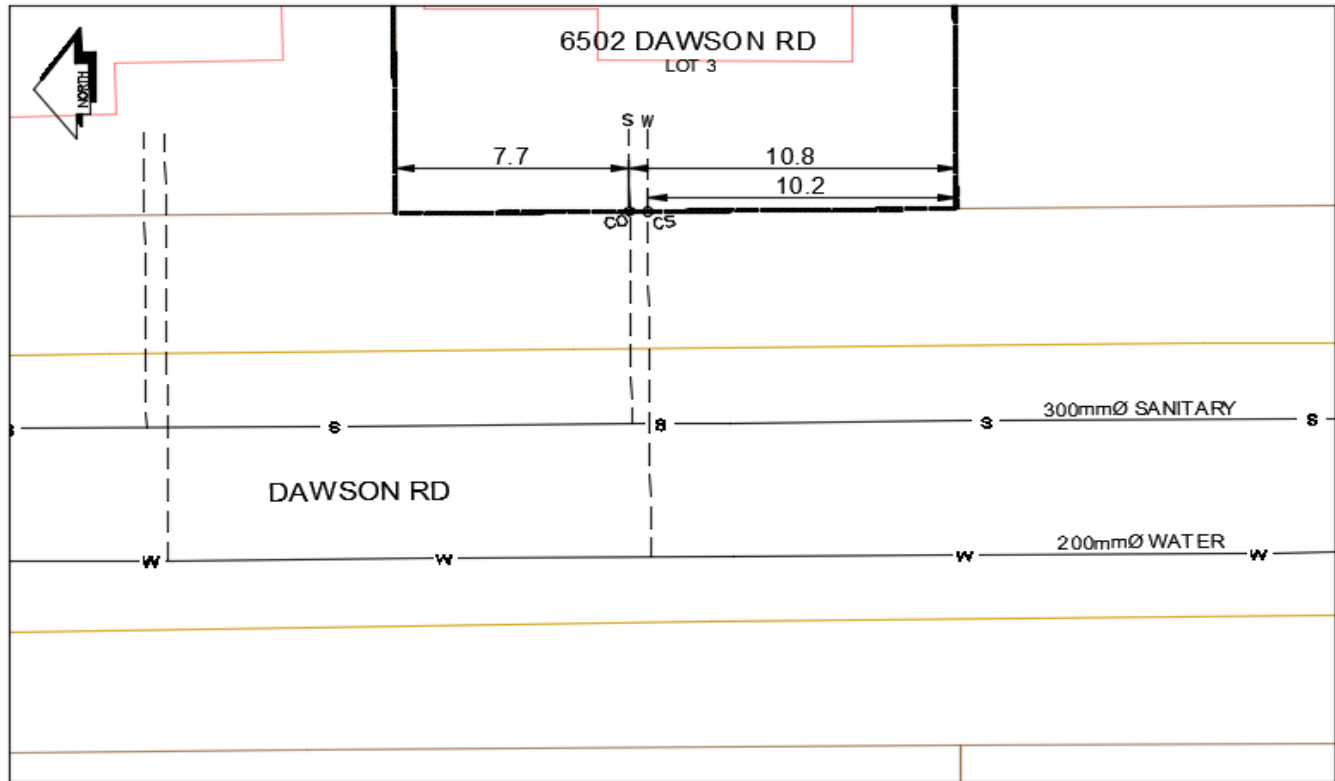 6502 DAWSON RD
LOT 3
NORTH
S W
7.7
10.8
10.2
CO CS
300mmØ SANITARY
S S S S S
DAWSON RD
200mmØ WATER
W W W W